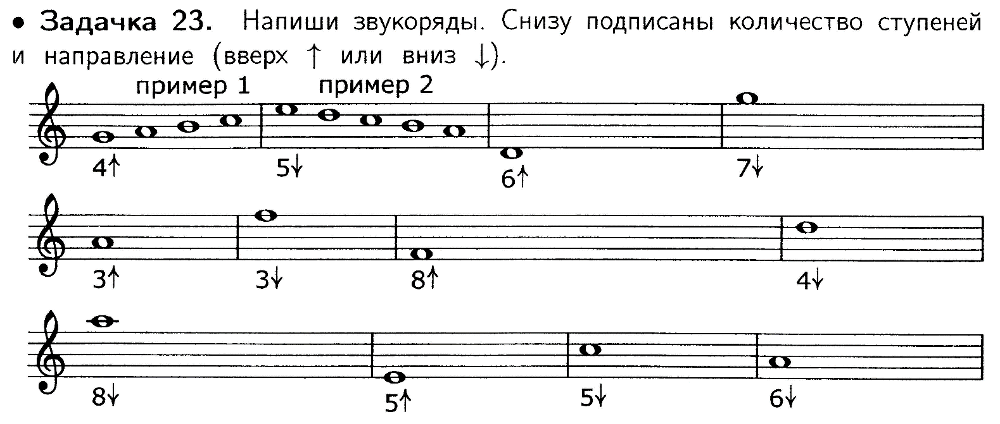 • Задачка 23. Напиши звукоряды. Снизу подписаны количество ступеней
и направление (вверх ↑ или вниз ↓).
пример 1 пример 2
4↑ 5↓ 6↑ 7↓
3↑ 3↓ 8↑ 4↓
8↓ 5↑ 5↓ 6↓